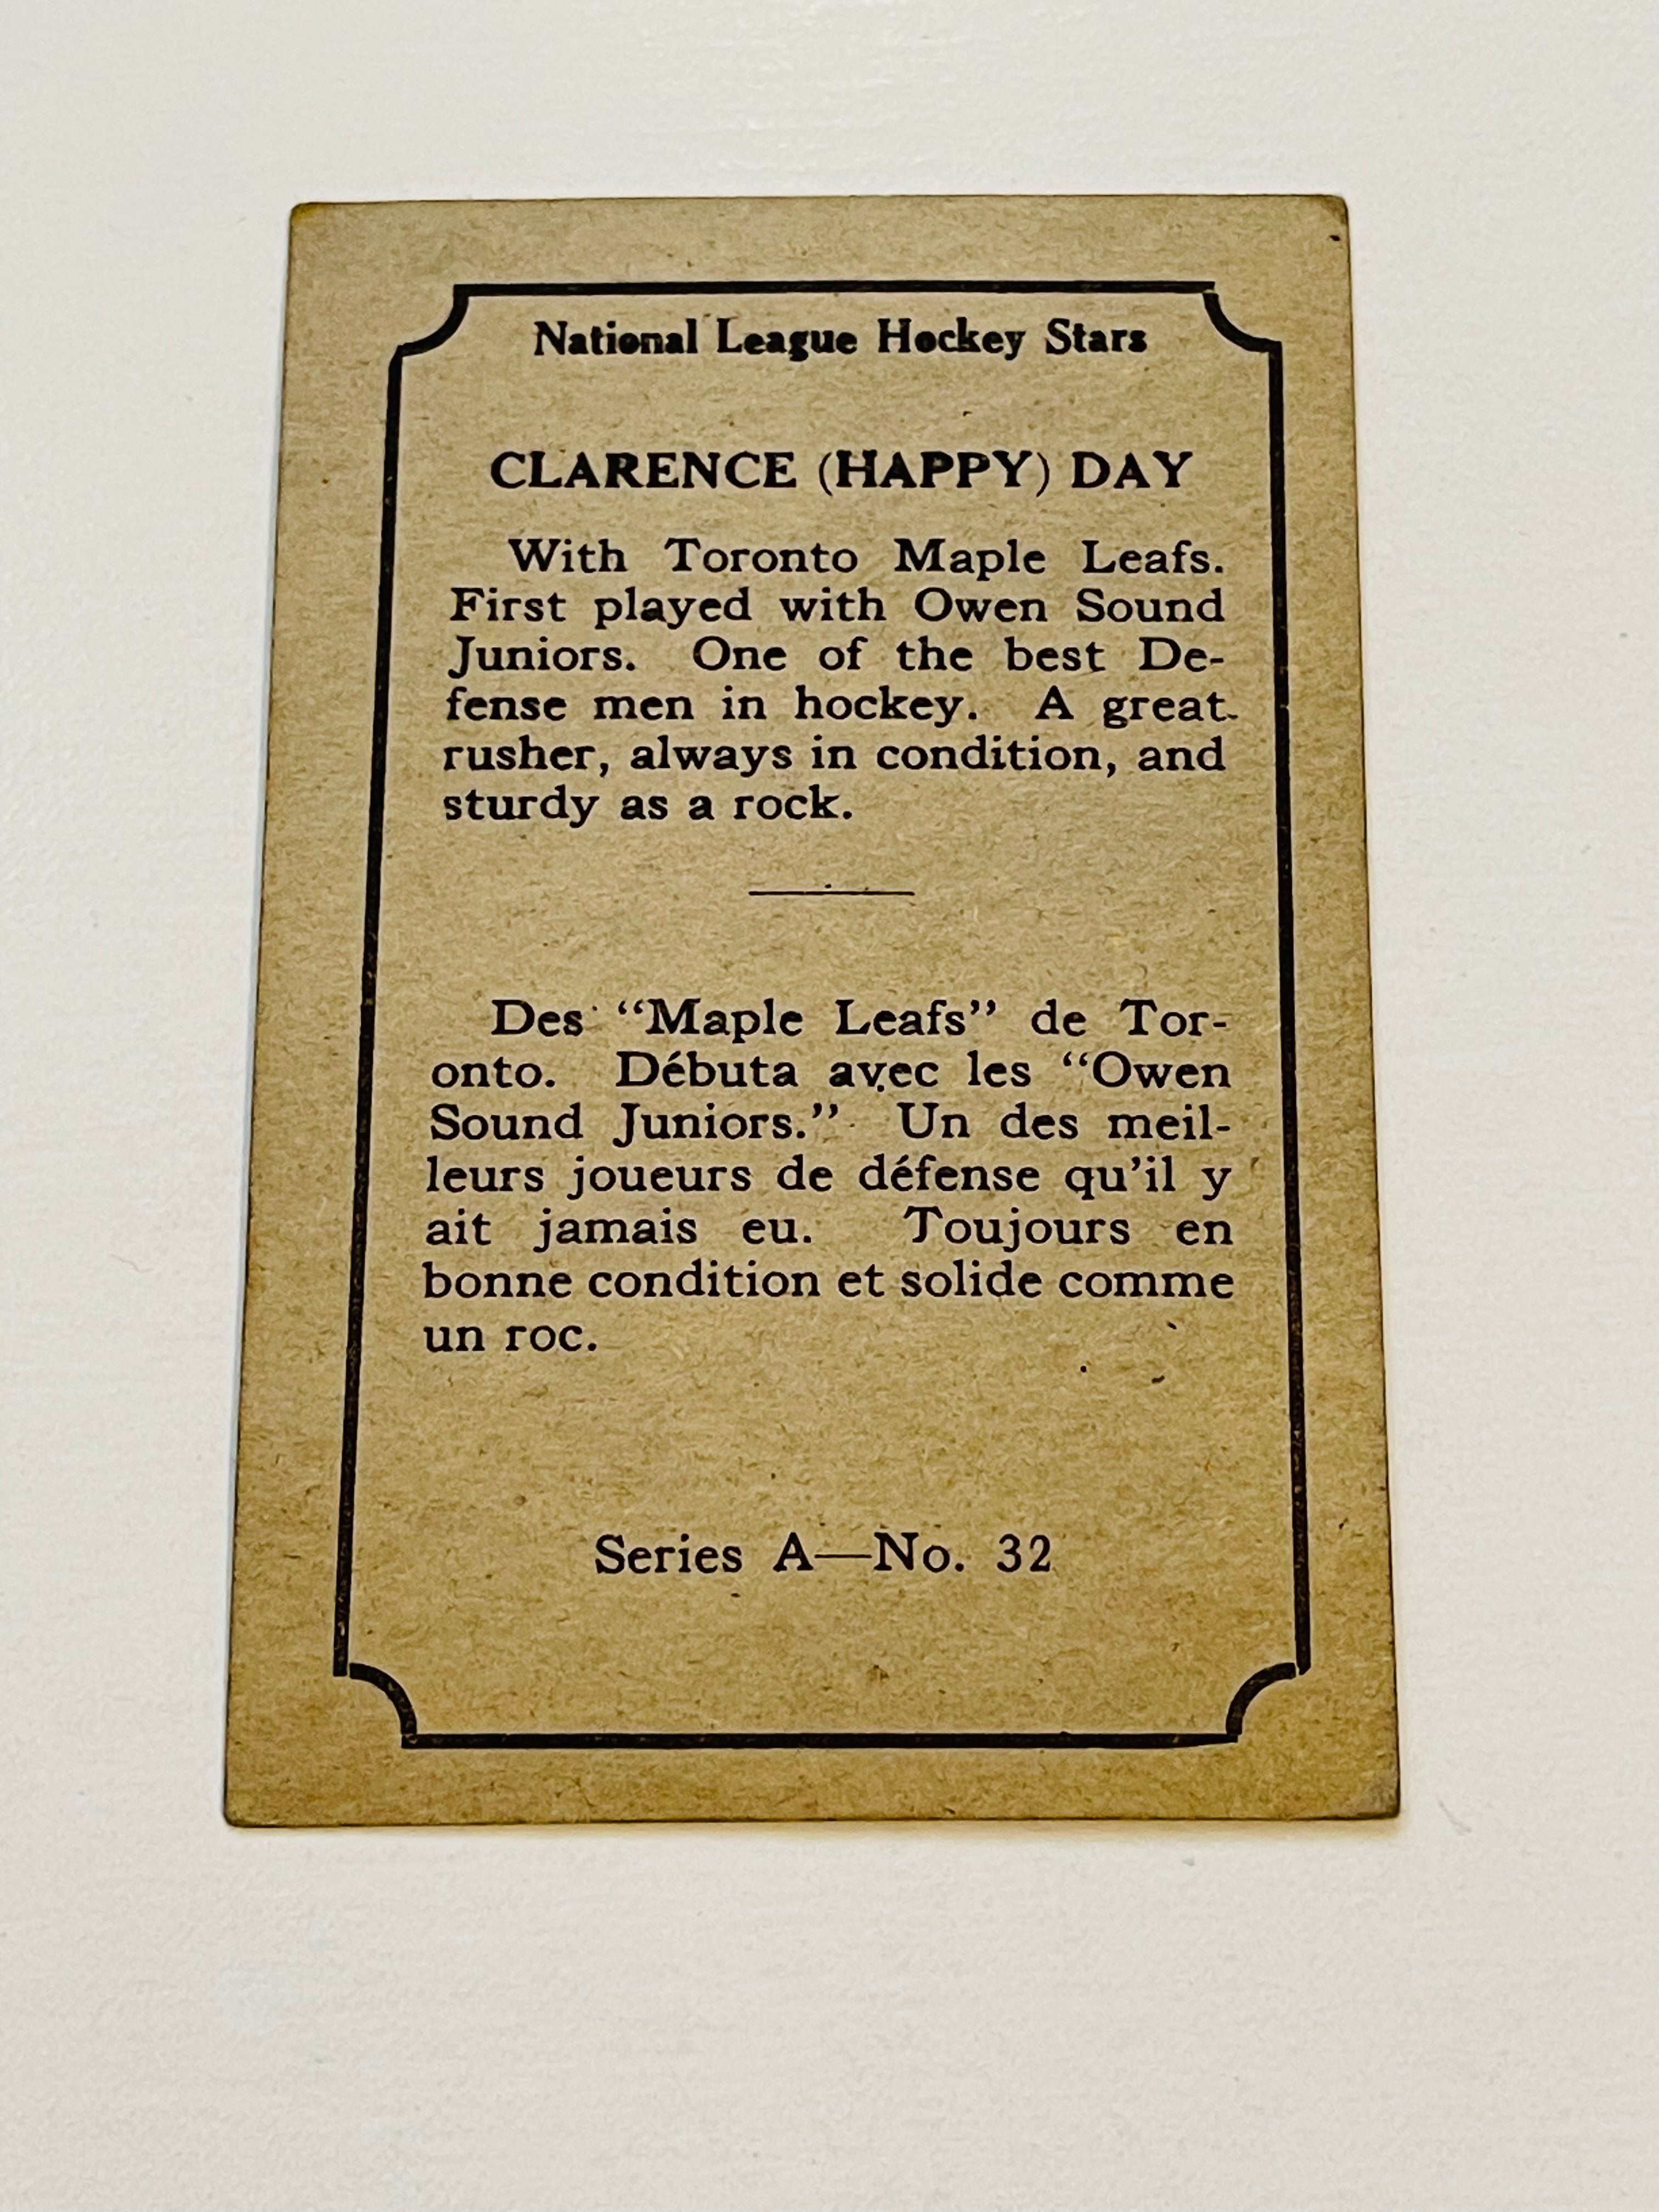 National League Hockey Stars
CLARENCE (HAPPY) DAY
With Toronto Maple Leafs.
First played with Owen Sound
Juniors. One of the best De-
fense men in hockey. A great
rusher, always in condition, and
sturdy as a rock.
Des "Maple Leafs" de Tor-
onto. Débuta avec les "Owen
Sound Juniors." Un des meil-
leurs joueurs de défense qu'il y
ait jamais eu. Toujours en
bonne condition et solide comme
un roc.
Series A—No. 32